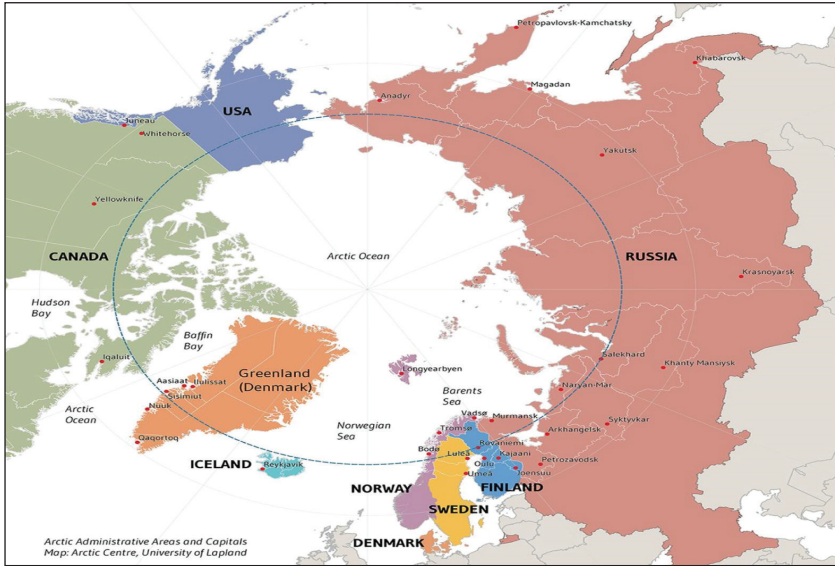 Petropavlovsk-Kamchatsky
Khabarovsk
Magadan
Anadyr
USA
Juneau
Whitehorse
Yakutsk
Yellowknife
CANADA
Arctic Ocean
RUSSIA
Krasnoyarsk
Hudson
Bay
Baffin
Bay
Iqaluit
Greenland
(Denmark)
Aasiaat
Ilulissat
Sisimiut
Nuuk
Qaqortoq
Arctic
Ocean
Longyearbyen
Salekhard
Khanty Mansiysk
Naryan-Mar
Barents
Sea
Norwegian
Sea
Vadsø
Murmansk
Syktyvkar
Tromsø
Arkhangelsk
Rovaniemi
Bodø
Luleå
Oulu
Kajaani
Petrozavodsk
ICELAND
Reykjavik
Umeå
Joensuu
NORWAY
FINLAND
SWEDEN
DENMARK
Arctic Administrative Areas and Capitals
Map: Arctic Centre, University of Lapland